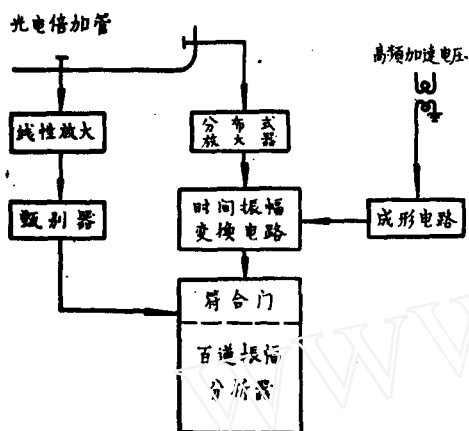 光电倍加管
高频加速电压
线性放大
分布式
放大器
甄别器
时间振幅
变换电路
成形电路
符合门
百道振幅
分析器
WWW